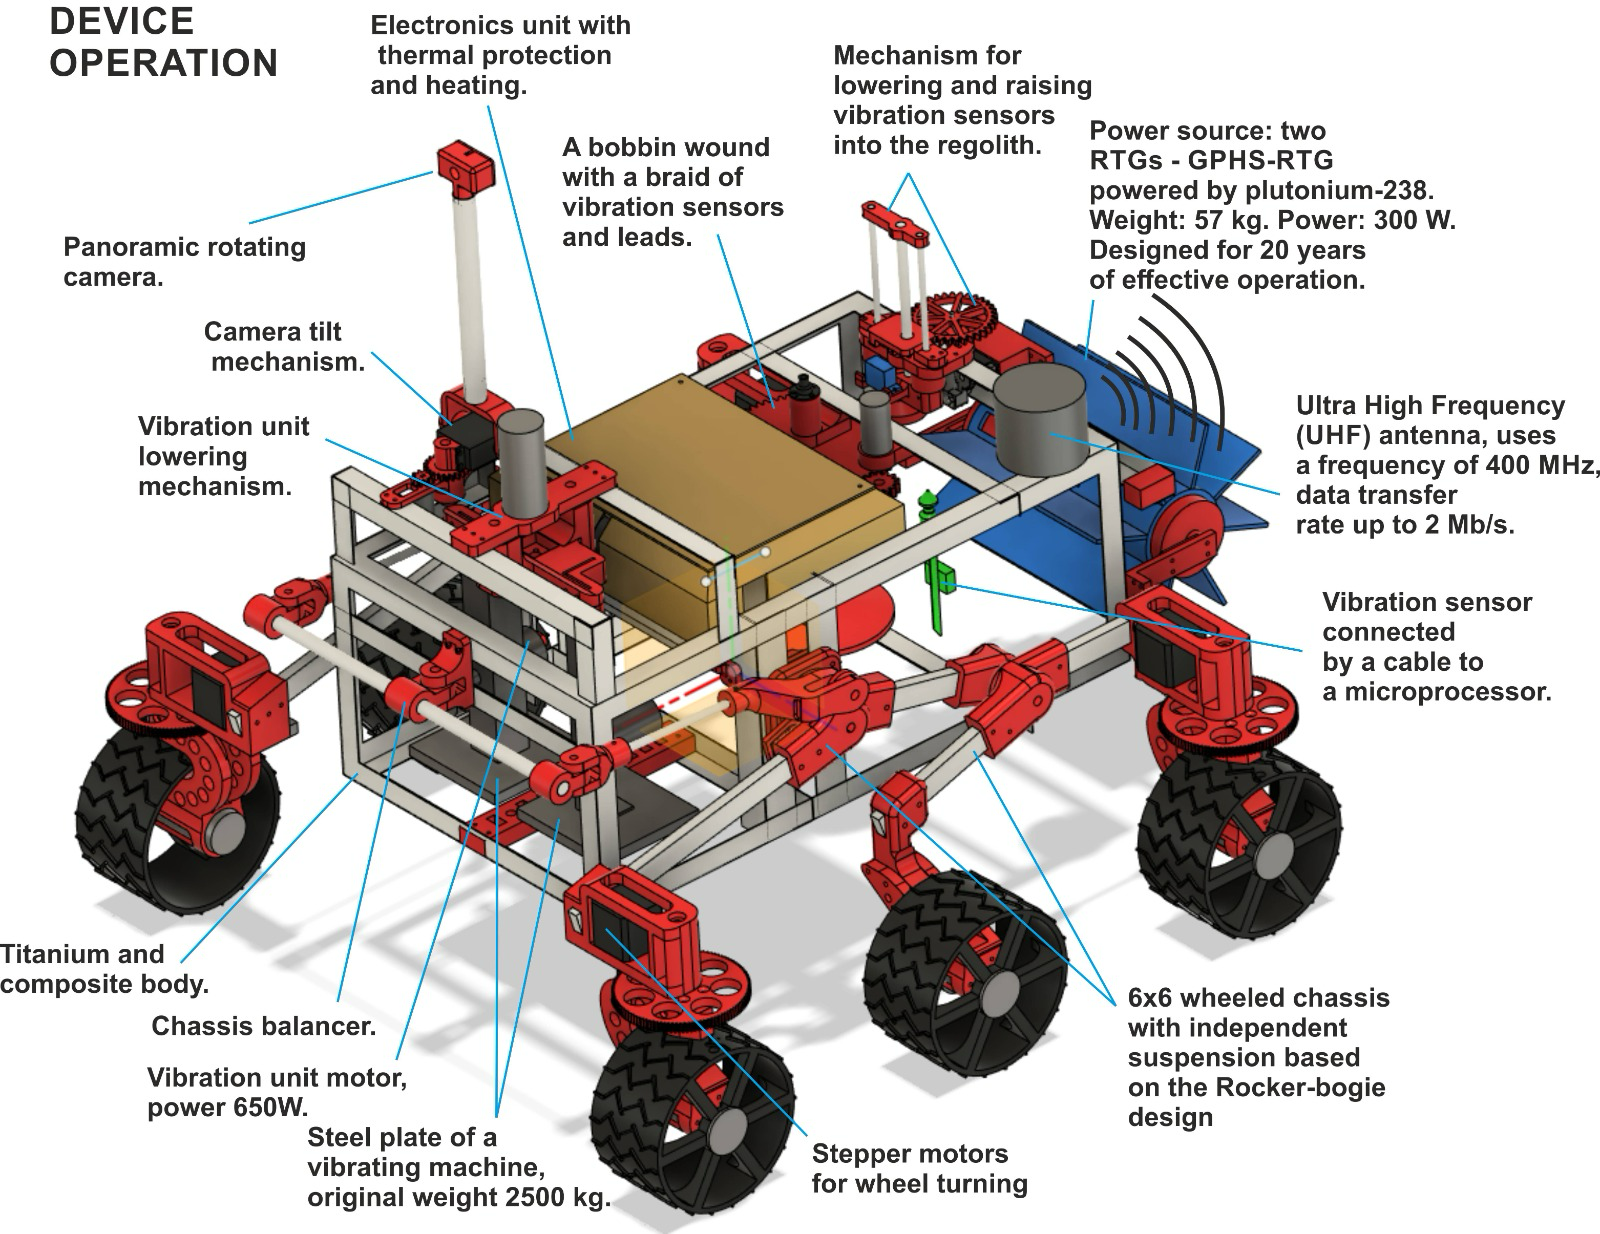 DEVICE
OPERATION
Electronics unit with
thermal protection
and heating.
Mechanism for
lowering and raising
vibration sensors
into the regolith.
A bobbin wound
with a braid of
vibration sensors
and leads.
Power source: two
RTGs - GPHS-RTG
powered by plutonium-238.
Weight: 57 kg. Power: 300 W.
Designed for 20 years
of effective operation.
Panoramic rotating
camera.
Camera tilt
mechanism.
Vibration unit
lowering
mechanism.
Ultra High Frequency
(UHF) antenna, uses
a frequency of 400 MHz,
data transfer
rate up to 2 Mb/s.
Vibration sensor
connected
by a cable to
a microprocessor.
Titanium and
composite body.
Chassis balancer.
Vibration unit motor,
power 650W.
Steel plate of a
vibrating machine,
original weight 2500 kg.
Stepper motors
for wheel turning
6x6 wheeled chassis
with independent
suspension based
on the Rocker-bogie
design